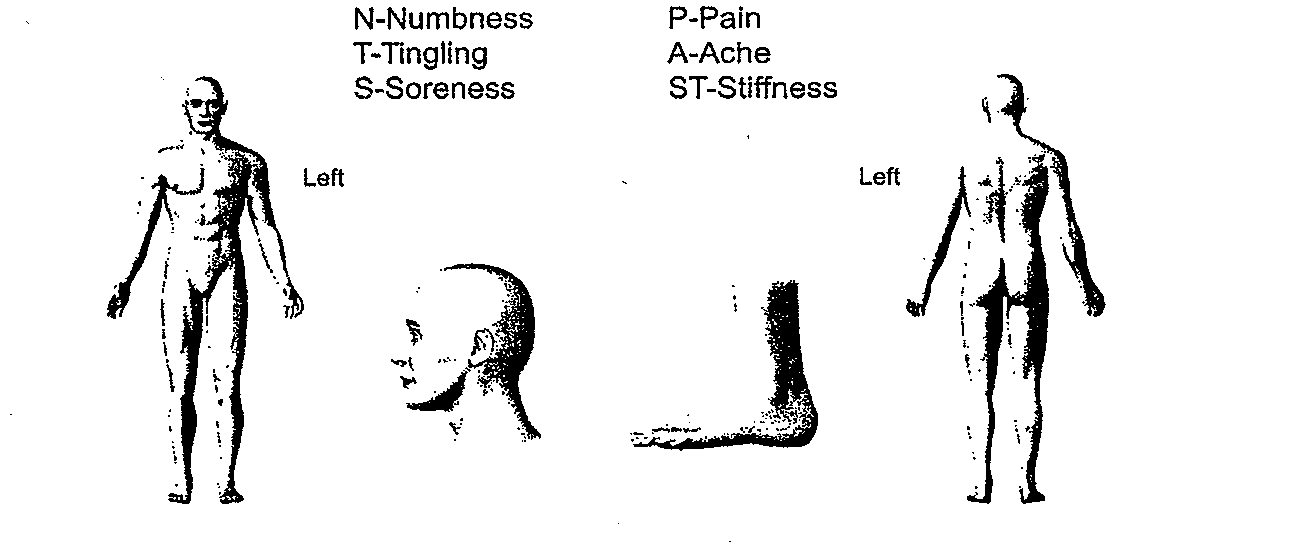 N-Numbness
T-Tingling
S-Soreness
P-Pain
A-Ache
ST-Stiffness
Left
Left